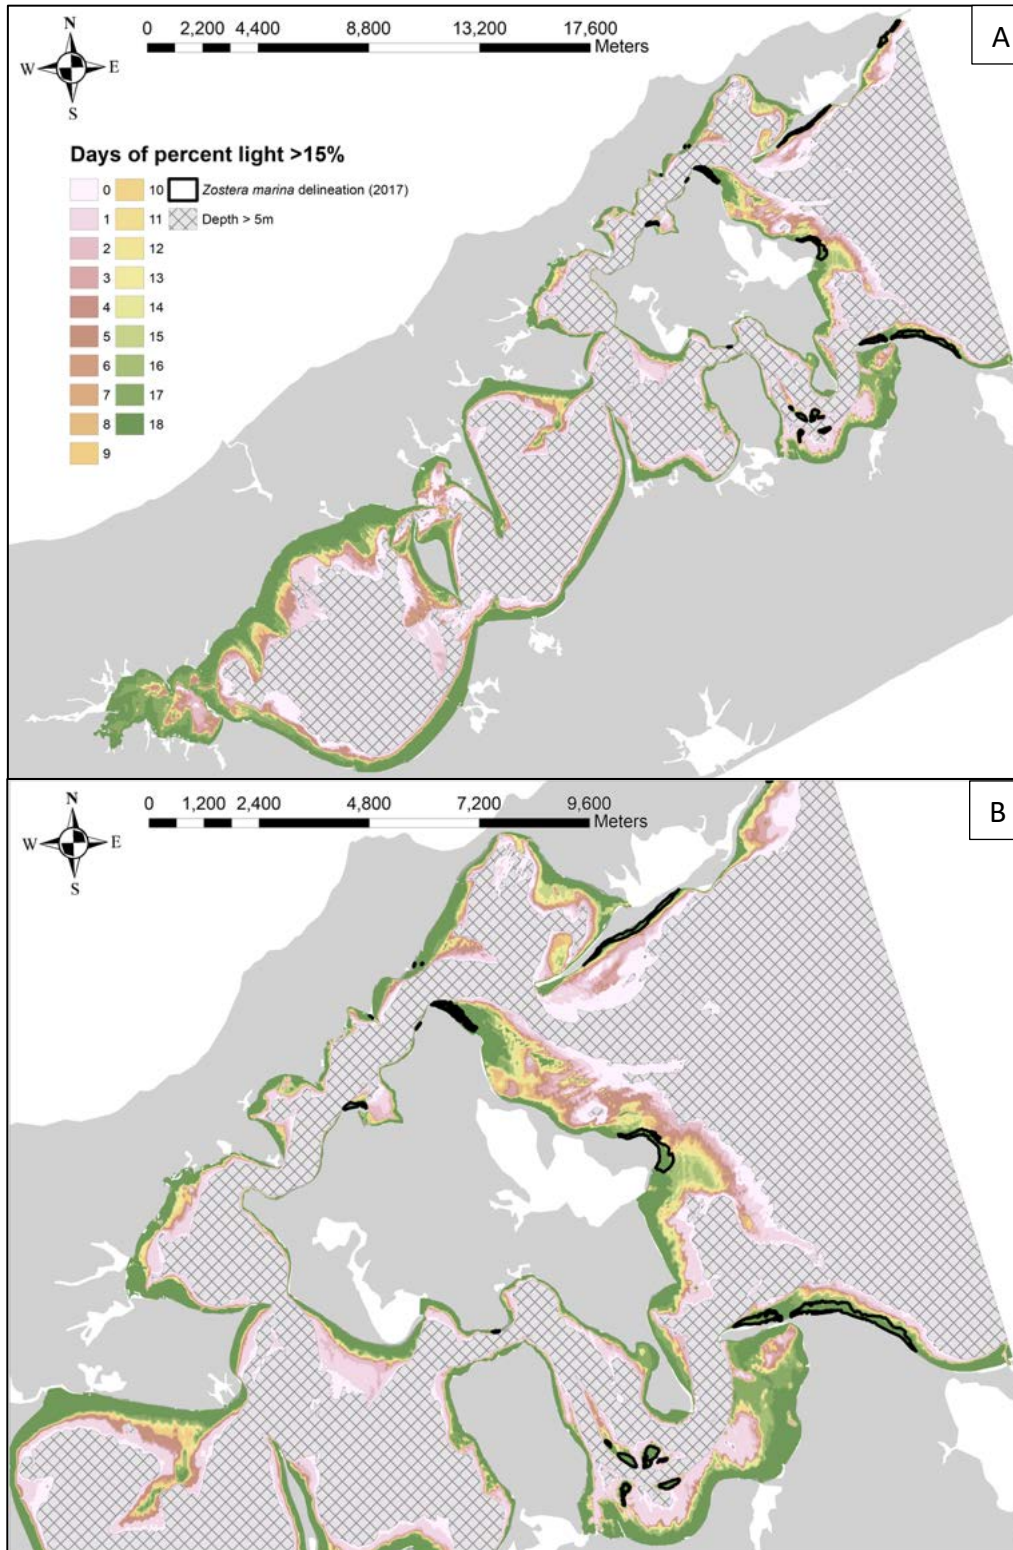 A
N
W E
S
0 2,200 4,400 8,800 13,200 17,600
Meters
Days of percent light >15%
0 10 Zostera marina delineation (2017)
1 11 Depth > 5m
2 12
3 13
4 14
5 15
6 16
7 17
8 18
9
B
N
W E
S
0 1,200 2,400 4,800 7,200 9,600
Meters